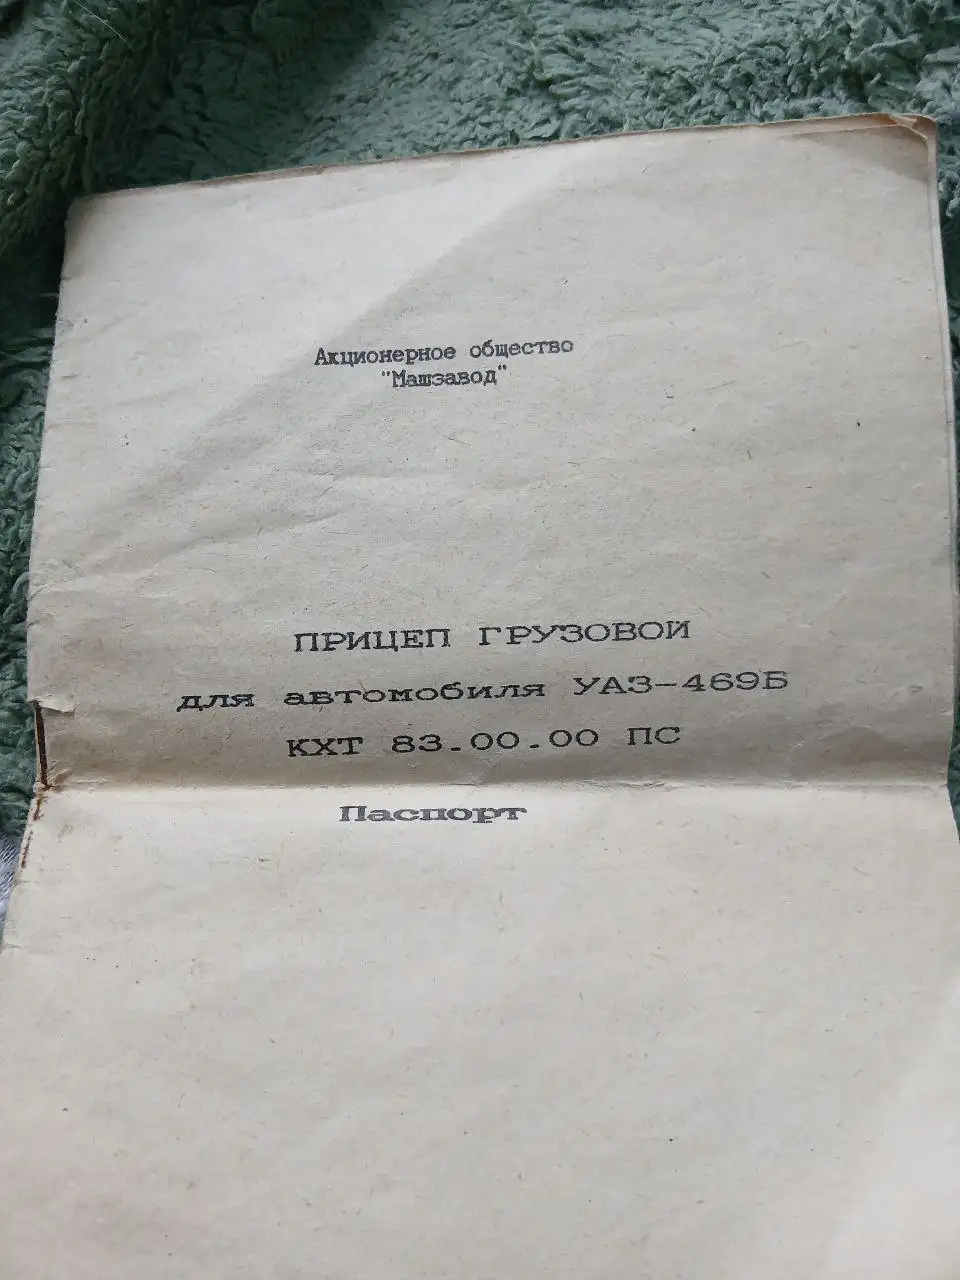 Акционерное общество
"Машзавод"
ПРИЦЕП ГРУЗОВОЙ
для автомобиля УАЗ-469Б
КХТ 83.00.00 ПС
Паспорт